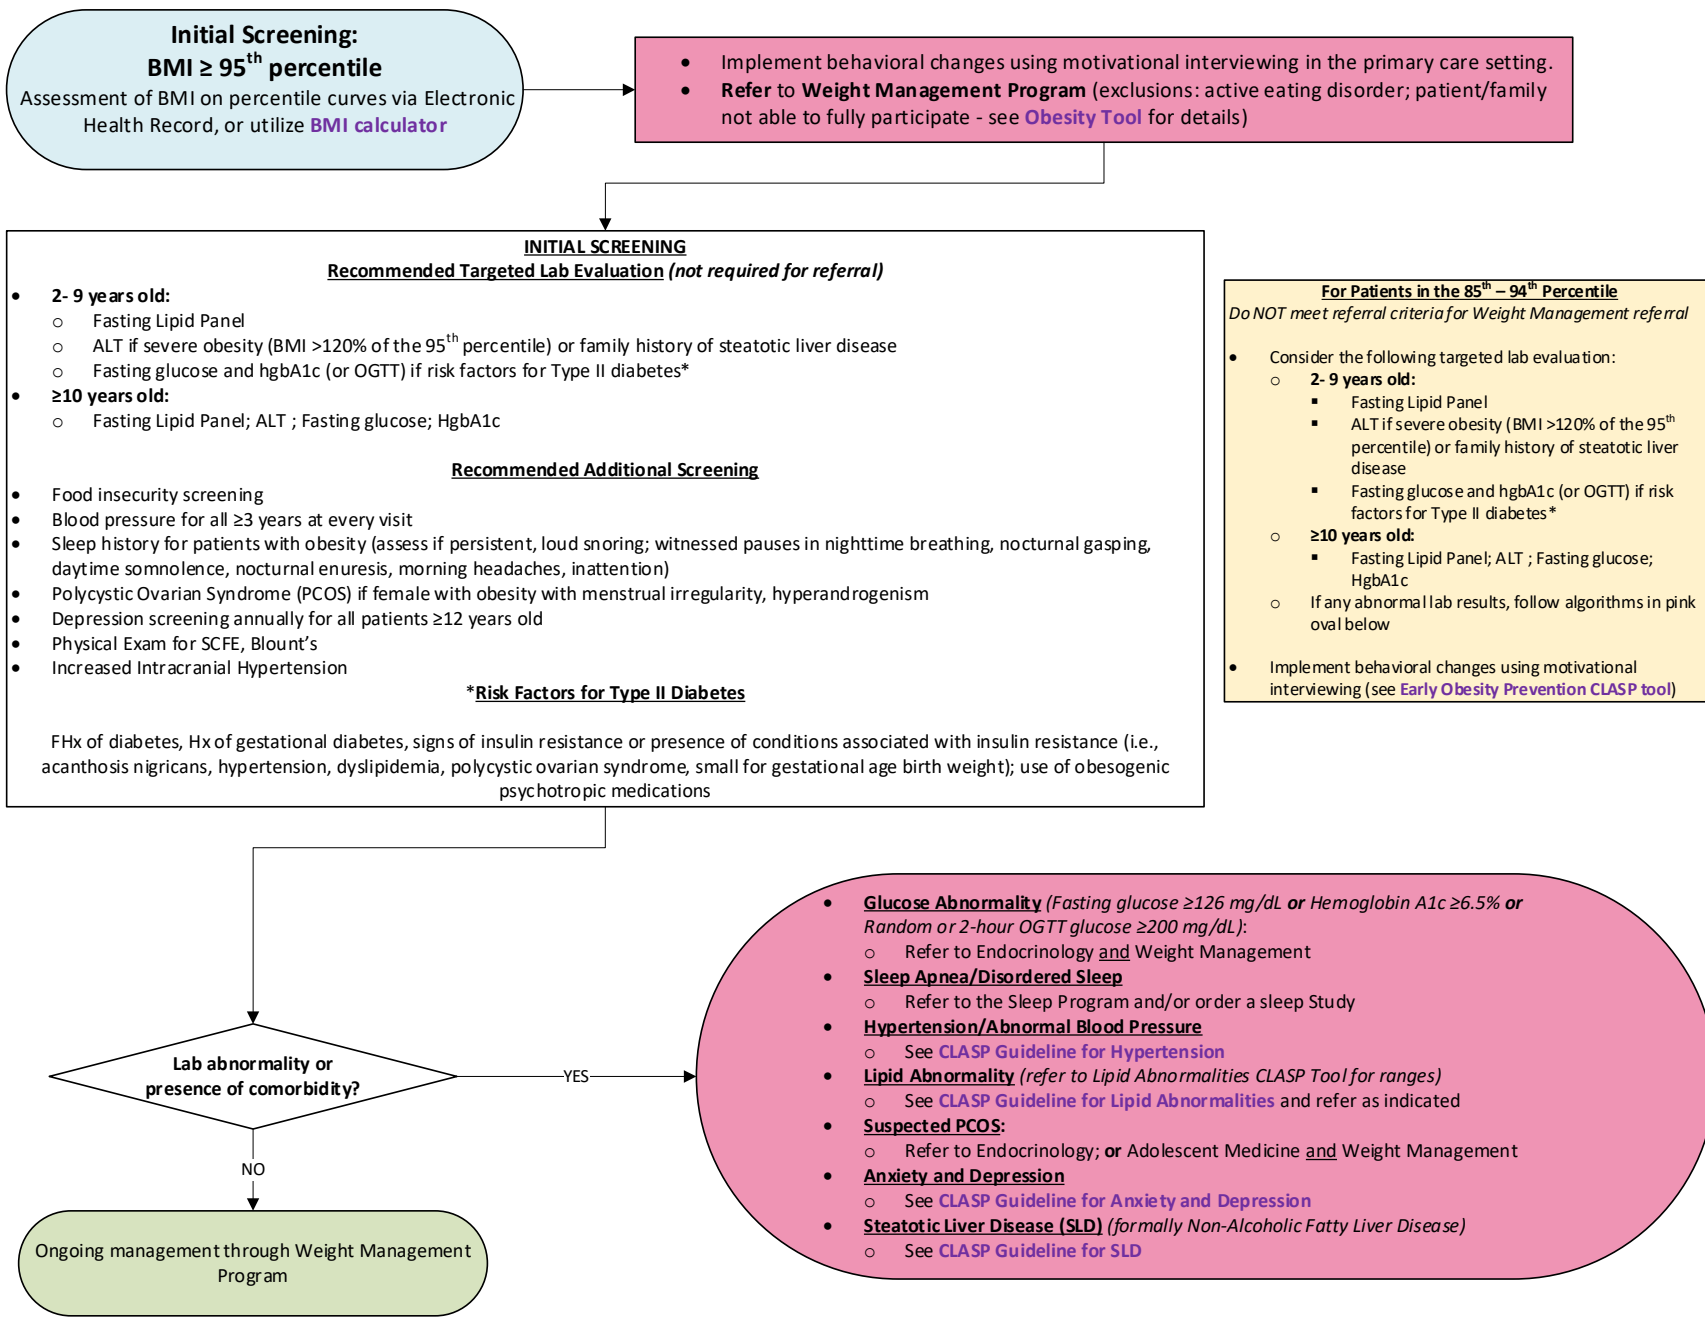 Initial Screening:
BMI ≥ 95th percentile
Assessment of BMI on percentile curves via Electronic
Health Record, or utilize BMI calculator
• Implement behavioral changes using motivational interviewing in the primary care setting.
• Refer to Weight Management Program (exclusions: active eating disorder; patient/family
not able to fully participate - see Obesity Tool for details)
INITIAL SCREENING
Recommended Targeted Lab Evaluation (not required for referral)
• 2- 9 years old:
o Fasting Lipid Panel
o ALT if severe obesity (BMI >120% of the 95th percentile) or family history of steatotic liver disease
o Fasting glucose and hgbA1c (or OGTT) if risk factors for Type II diabetes*
• ≥10 years old:
o Fasting Lipid Panel; ALT ; Fasting glucose; HgbA1c
Recommended Additional Screening
• Food insecurity screening
• Blood pressure for all ≥3 years at every visit
• Sleep history for patients with obesity (assess if persistent, loud snoring; witnessed pauses in nighttime breathing, nocturnal gasping,
daytime somnolence, nocturnal enuresis, morning headaches, inattention)
• Polycystic Ovarian Syndrome (PCOS) if female with obesity with menstrual irregularity, hyperandrogenism
• Depression screening annually for all patients ≥12 years old
• Physical Exam for SCFE, Blount's
• Increased Intracranial Hypertension
*Risk Factors for Type II Diabetes
FHx of diabetes, Hx of gestational diabetes, signs of insulin resistance or presence of conditions associated with insulin resistance (i.e.,
acanthosis nigricans, hypertension, dyslipidemia, polycystic ovarian syndrome, small for gestational age birth weight); use of obesogenic
psychotropic medications
For Patients in the 85th – 94th Percentile
Do NOT meet referral criteria for Weight Management referral
• Consider the following targeted lab evaluation:
o 2- 9 years old:
▪ Fasting Lipid Panel
▪ ALT if severe obesity (BMI >120% of the 95th
percentile) or family history of steatotic liver
disease
▪ Fasting glucose and hgbA1c (or OGTT) if risk
factors for Type II diabetes*
o ≥10 years old:
▪ Fasting Lipid Panel; ALT ; Fasting glucose;
HgbA1c
o If any abnormal lab results, follow algorithms in pink
oval below
• Implement behavioral changes using motivational
interviewing (see Early Obesity Prevention CLASP tool)
Lab abnormality or
presence of comorbidity?
YES
NO
• Glucose Abnormality (Fasting glucose ≥126 mg/dL or Hemoglobin A1c ≥6.5% or
Random or 2-hour OGTT glucose ≥200 mg/dL):
o Refer to Endocrinology and Weight Management
• Sleep Apnea/Disordered Sleep
o Refer to the Sleep Program and/or order a sleep Study
• Hypertension/Abnormal Blood Pressure
o See CLASP Guideline for Hypertension
• Lipid Abnormality (refer to Lipid Abnormalities CLASP Tool for ranges)
o See CLASP Guideline for Lipid Abnormalities and refer as indicated
• Suspected PCOS:
o Refer to Endocrinology; or Adolescent Medicine and Weight Management
• Anxiety and Depression
o See CLASP Guideline for Anxiety and Depression
• Steatotic Liver Disease (SLD) (formally Non-Alcoholic Fatty Liver Disease)
o See CLASP Guideline for SLD
Ongoing management through Weight Management
Program